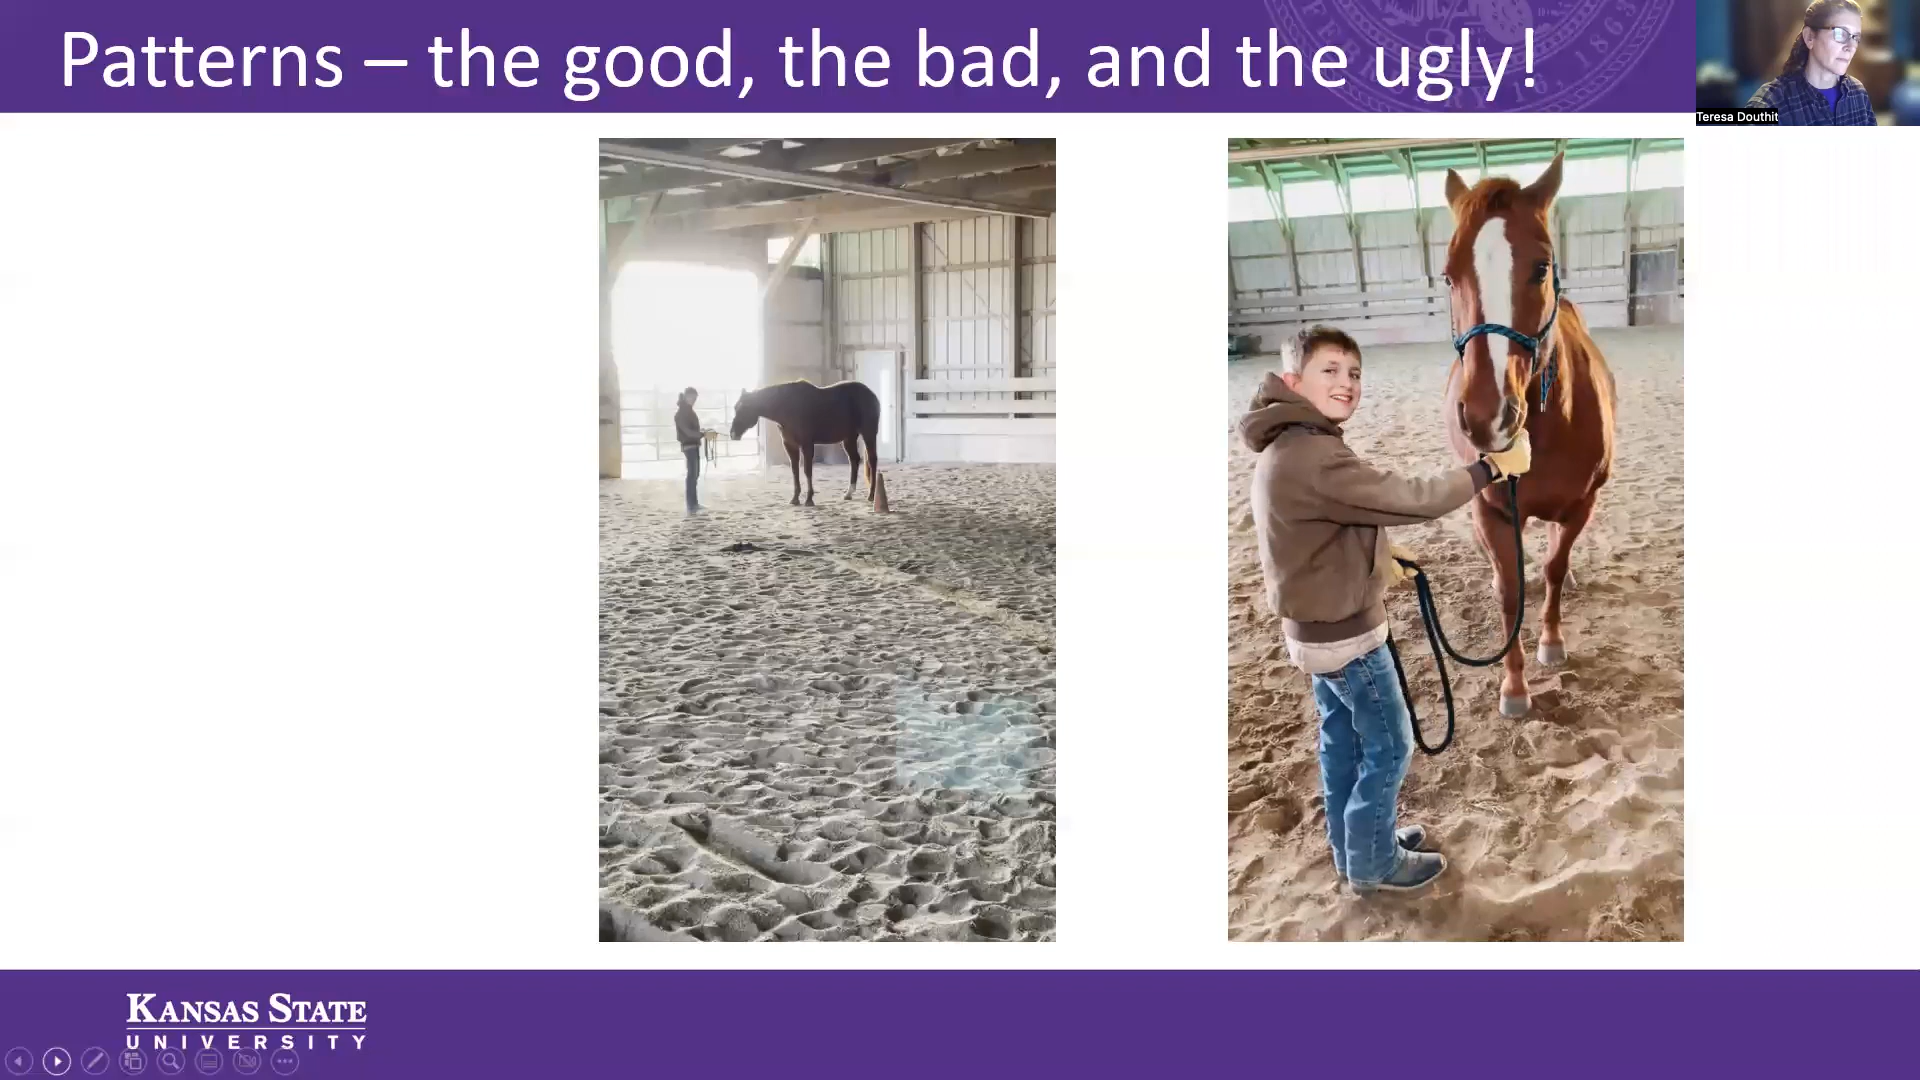 Patterns – the good, the bad, and the ugly!
Teresa Douthit
KANSAS STATE
UNIVERSITY